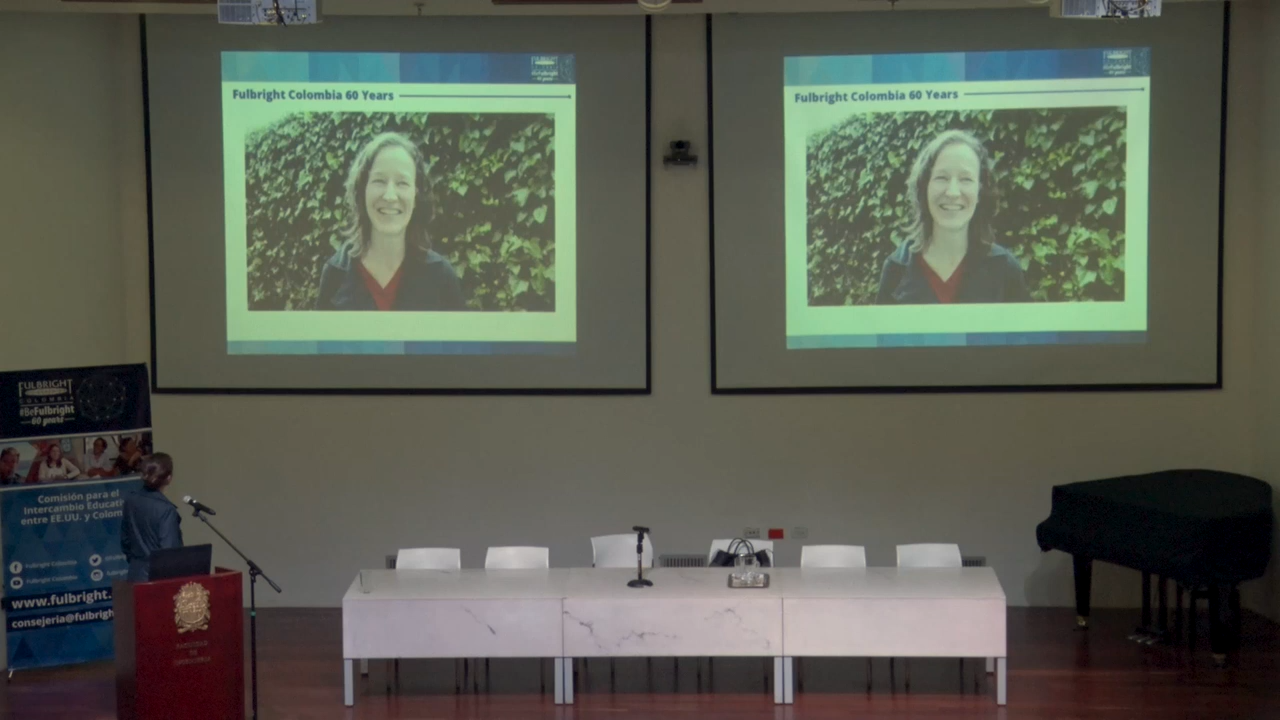 Fulbright Colombia 60 Years
Fulbright Colombia 60 Years
FULBRIGHT
COLOMBIA
#BeFulbright
60 years
Comisión para el
Intercambio Educati
entre EE.UU. y Colom
Fulbright Colombia
Fulbright Colombia
www.fulbright.
consejeria@fulbrigh